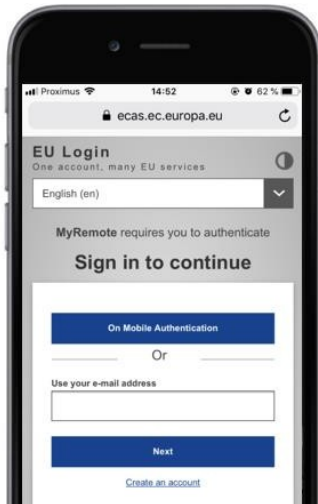 Proximus 14:52 62 %
ecas.ec.europa.eu
EU Login
One account, many EU services
English (en)
MyRemote requires you to authenticate
Sign in to continue
On Mobile Authentication
Or
Use your e-mail address
Next
Create an account